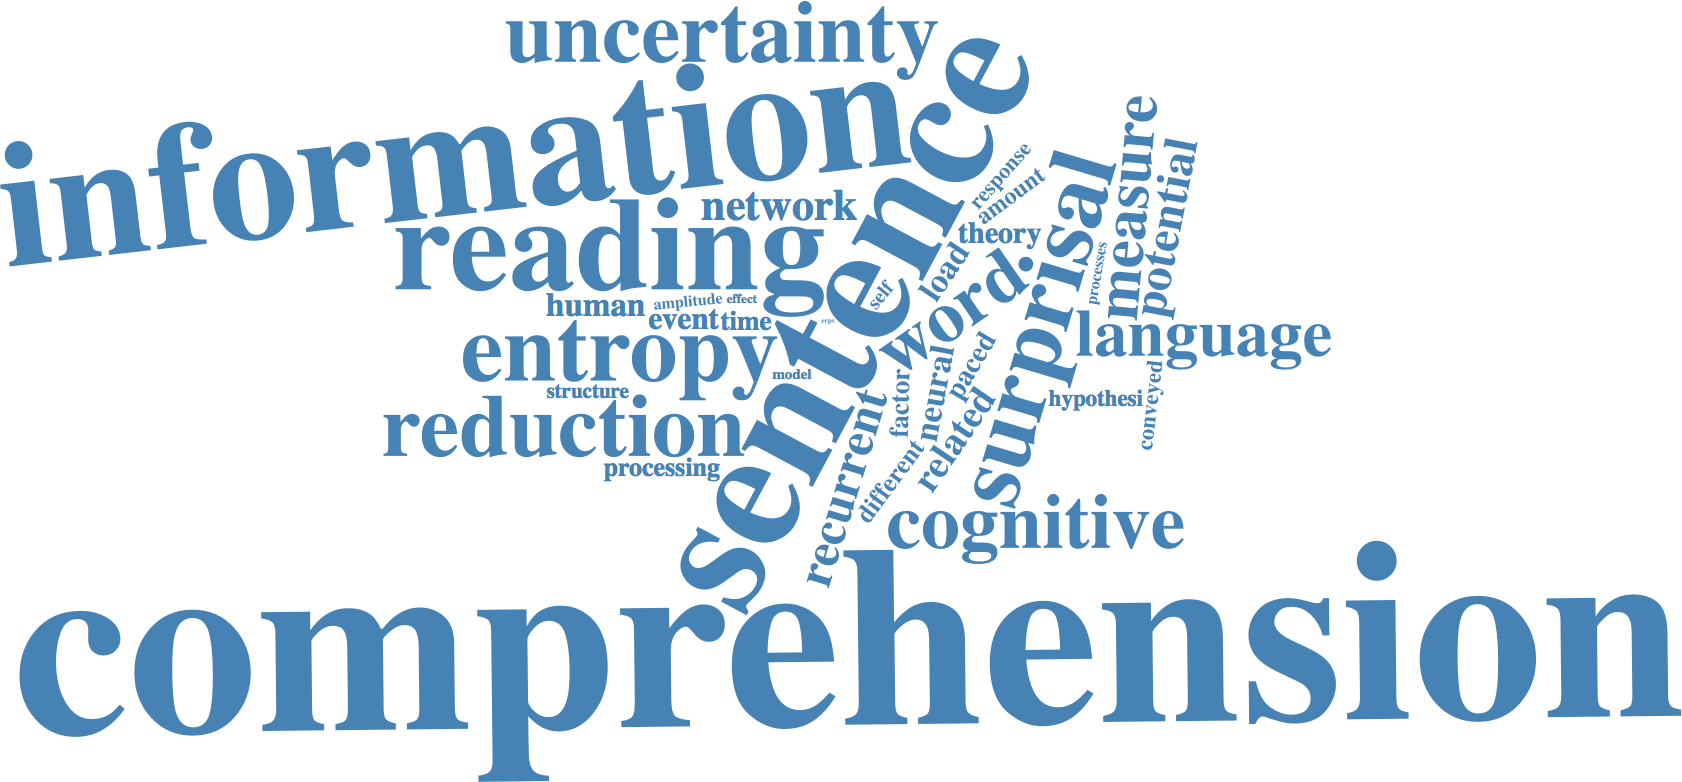 uncertainty
information
sentence
reading
network
response
amount
theory
measure
potential
surprisal
processes
load
word.
self
human
amplitude
effect
event
time
erps
entropy
language
model
structure
reduction
processing
recurrent
factor
neural
paced
related
different
hypothesi
conveyed
cognitive
comprehension